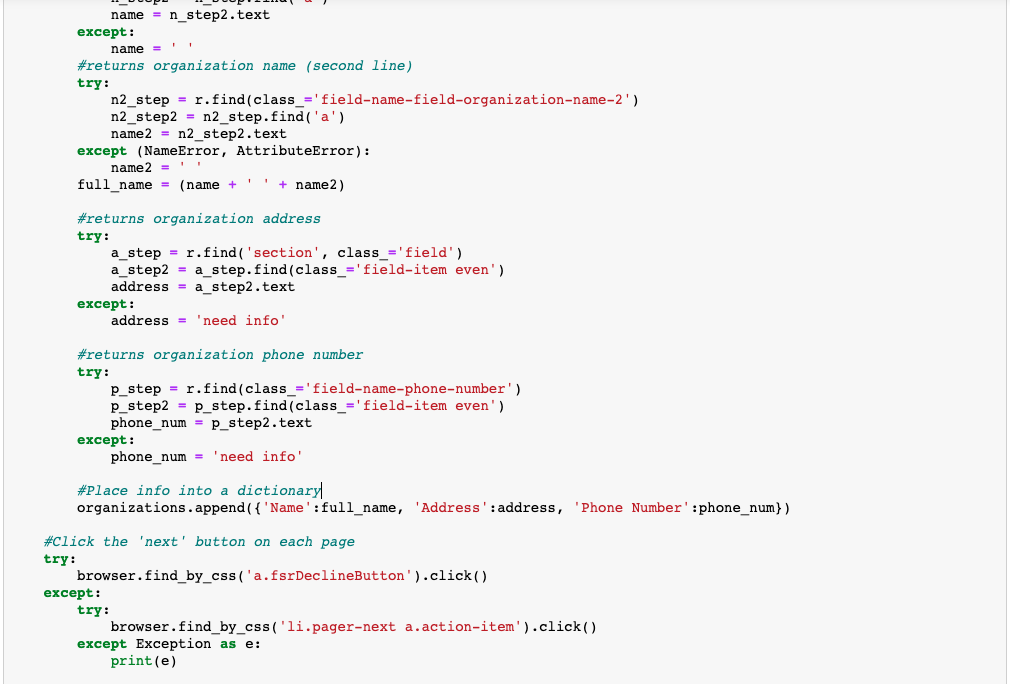 name = n_step2.text
except:
name = ' '
#returns organization name (second line)
try:
n2_step = r.find(class_='field-name-field-organization-name-2')
n2_step2 = n2_step.find('a')
name2 = n2_step2.text
except (NameError, AttributeError):
name2 = ' '
full_name = (name + ' ' + name2)
#returns organization address
try:
a_step = r.find('section', class_='field')
a_step2 = a_step.find(class_='field-item even')
address = a_step2.text
except:
address = 'need info'
#returns organization phone number
try:
p_step = r.find(class_='field-name-phone-number')
p_step2 = p_step.find(class_='field-item even')
phone_num = p_step2.text
except:
phone_num = 'need info'
#Place info into a dictionary
organizations.append({'Name':full_name, 'Address':address, 'Phone Number':phone_num})
#Click the 'next' button on each page
try:
browser.find_by_css('a.fsrDeclineButton').click()
except:
try:
browser.find_by_css('li.pager-next a.action-item').click()
except Exception as e:
print(e)